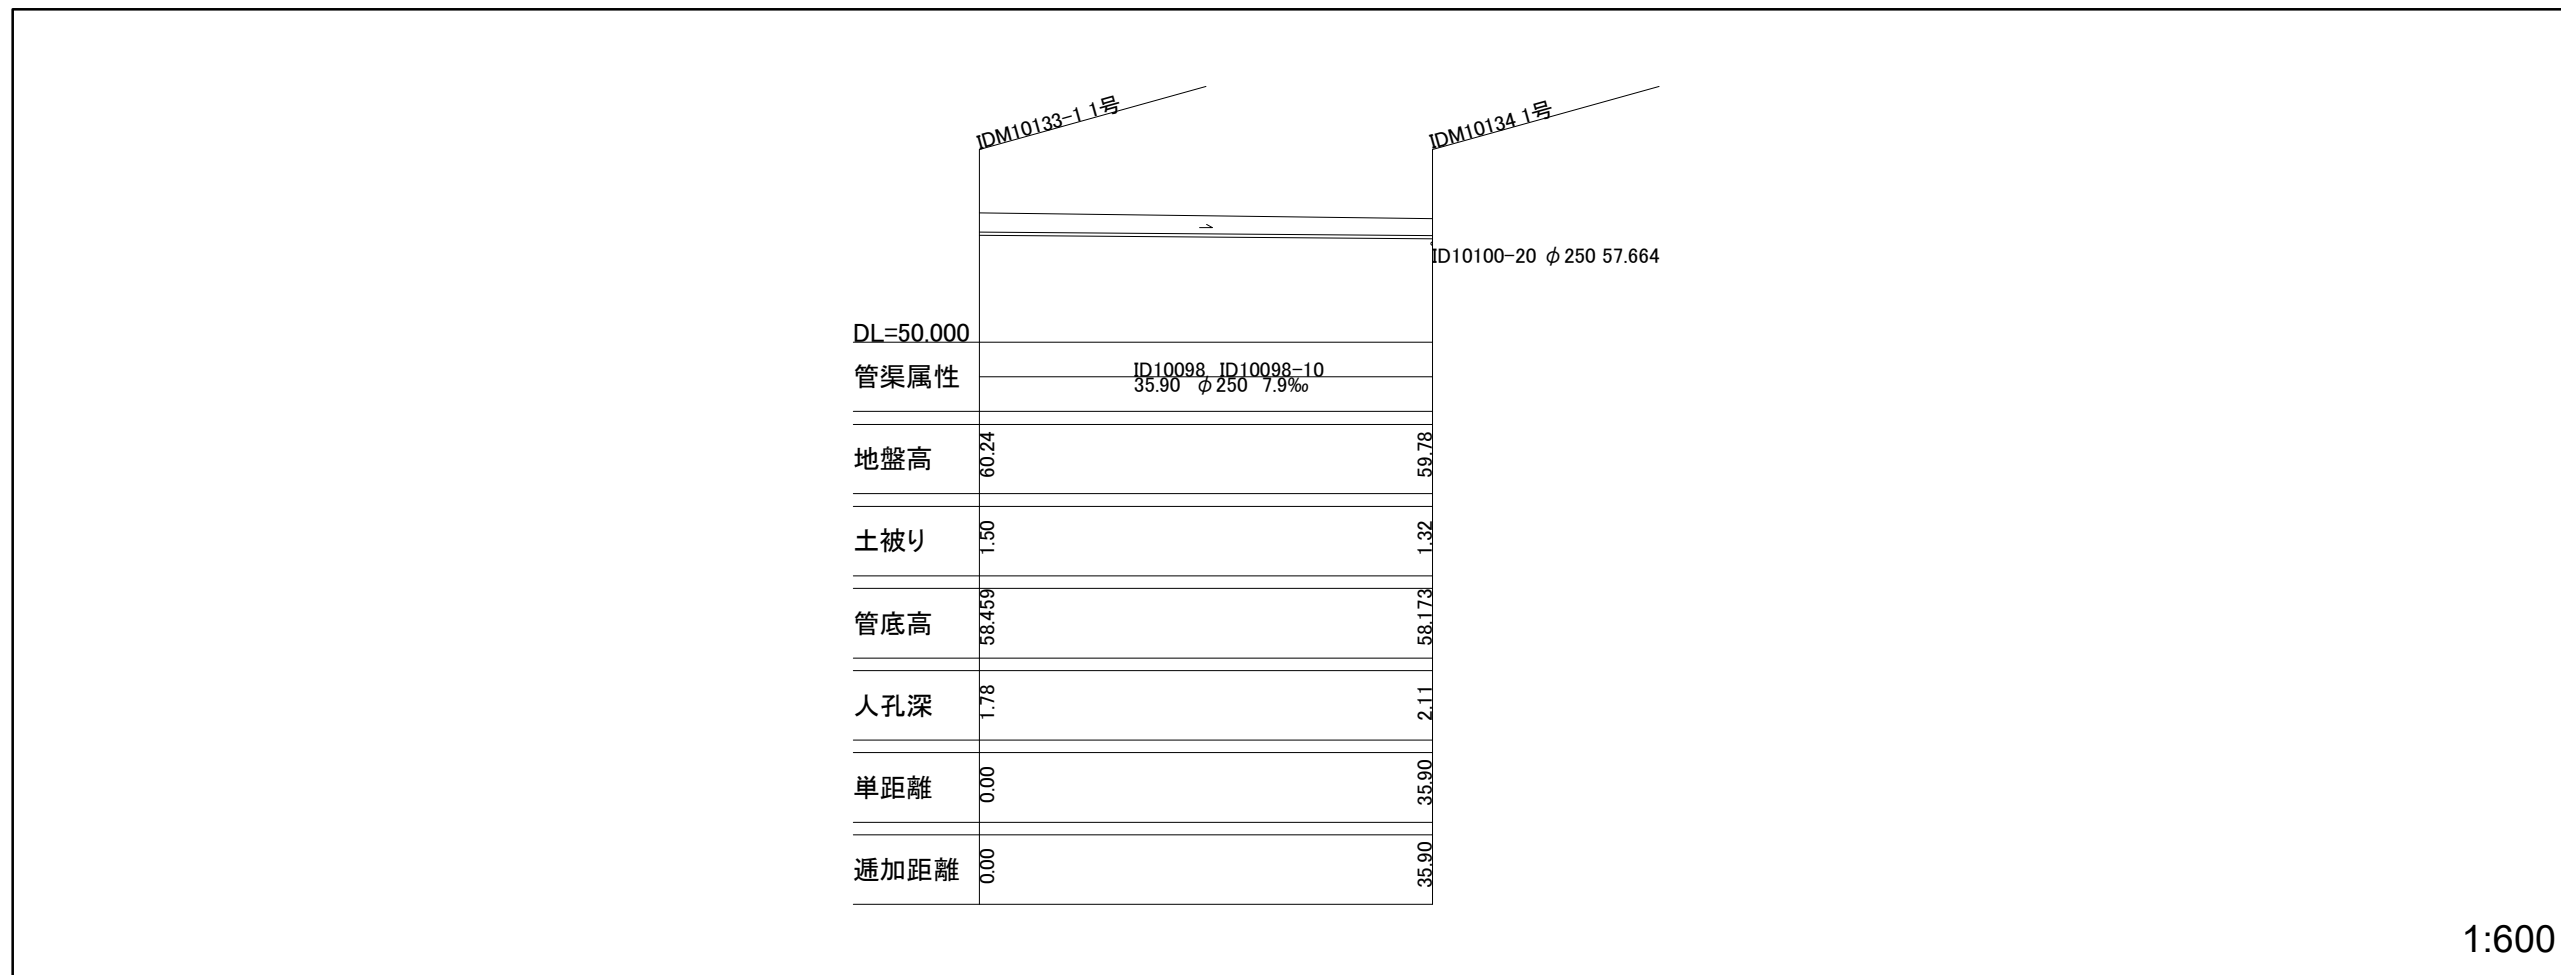 IDM10133-1 1号
IDM10134 1号
ID10100-20 φ250 57.664
DL=50.000
管渠属性
ID10098 ID10098-10
35.90 φ250 7.9‰
地盤高 60.24 59.78
土被り 1.50 1.32
管底高 58.459 58.173
人孔深 1.78 2.11
単距離 0.00 35.90
逓加距離 0.00 35.90
1:600